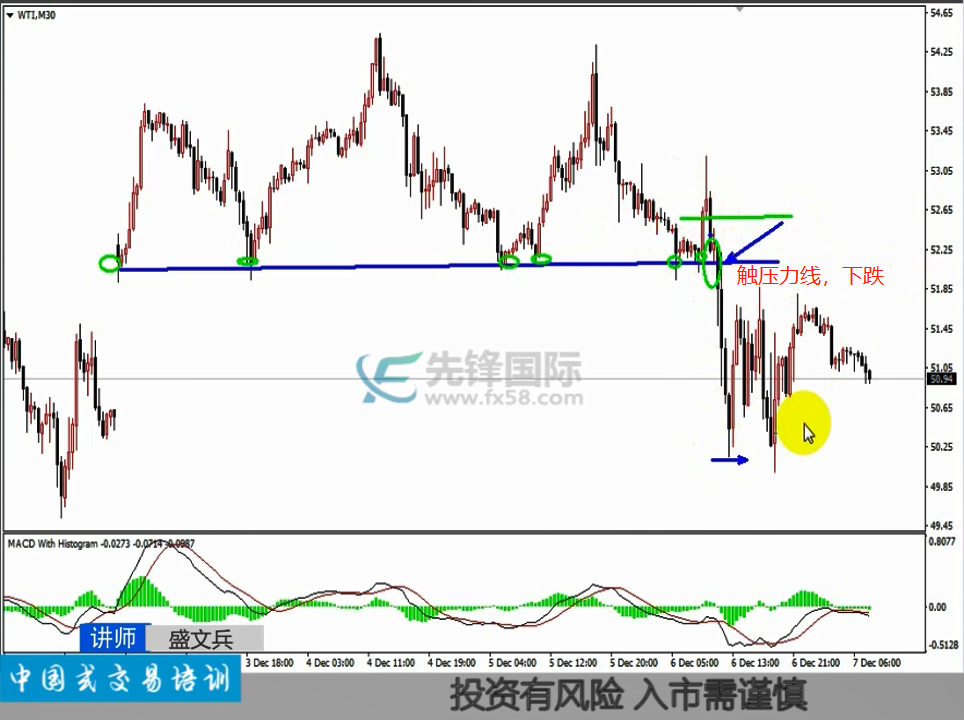 WTI,M30
54.65
54.25
53.85
53.45
53.05
52.65
52.25
51.85
51.45
51.05
50.94
50.65
50.25
49.85
49.45
触压力线，下跌
先锋国际
www.fx58.com
MACD With Histogram -0.0273 -0.0714 -0.0987
0.8077
0.00
-0.5128
讲师 盛文兵
3 Dec 18:00 4 Dec 03:00 4 Dec 11:00 4 Dec 19:00 5 Dec 04:00 5 Dec 12:00 5 Dec 20:00 6 Dec 05:00 6 Dec 13:00 6 Dec 21:00 7 Dec 06:00
中国式交易培训
投资有风险 入市需谨慎